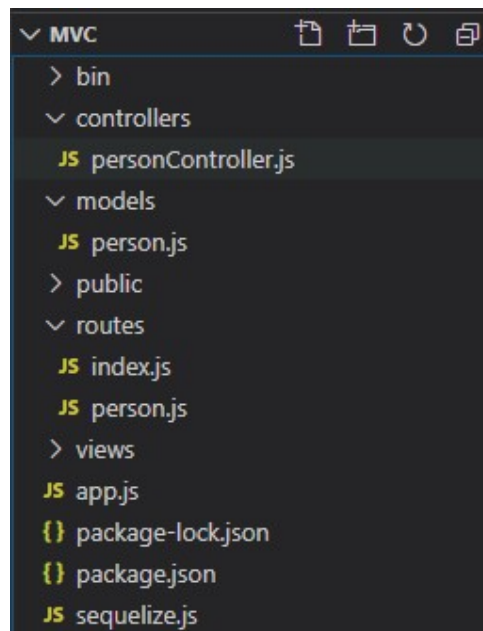 MVC
bin
controllers
JS personController.js
models
JS person.js
public
routes
JS index.js
JS person.js
views
JS app.js
{} package-lock.json
{} package.json
JS sequelize.js